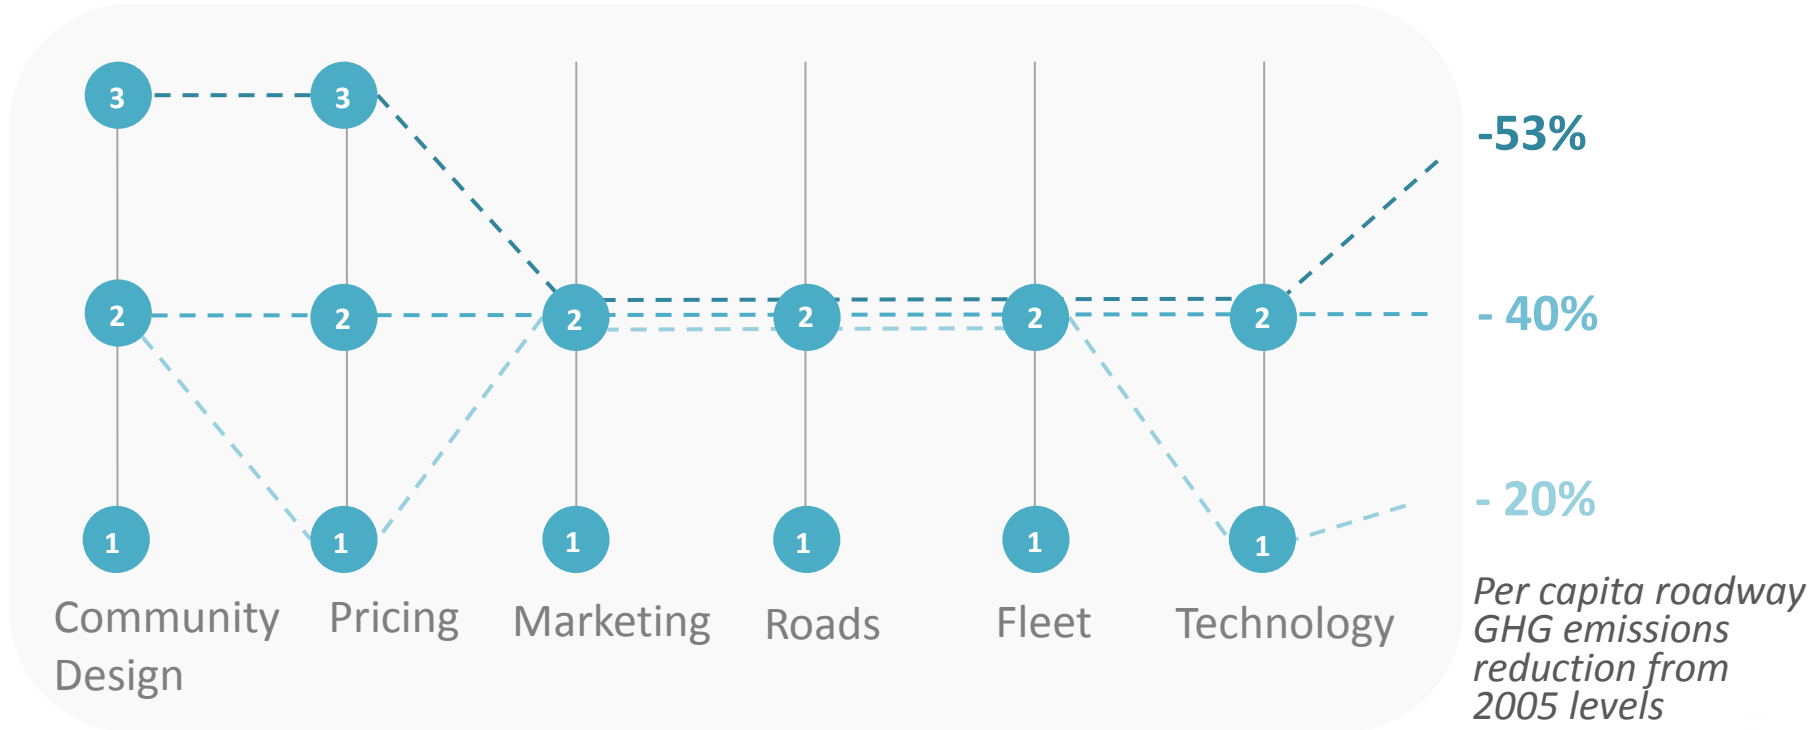 3 3
-53%
2 2 2 2 2 2
- 40%
1 1 1 1 1 1
- 20%
Community
Design
Pricing
Marketing
Roads
Fleet
Technology
Per capita roadway
GHG emissions
reduction from
2005 levels